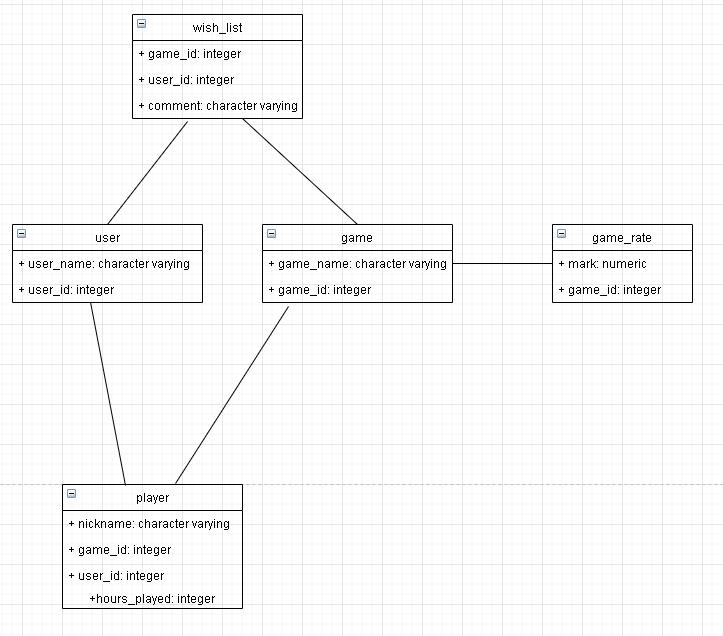 wish_list
+ game_id: integer
+ user_id: integer
+ comment: character varying
user
+ user_name: character varying
+ user_id: integer
game
+ game_name: character varying
+ game_id: integer
game_rate
+ mark: numeric
+ game_id: integer
player
+ nickname: character varying
+ game_id: integer
+ user_id: integer
+hours_played: integer